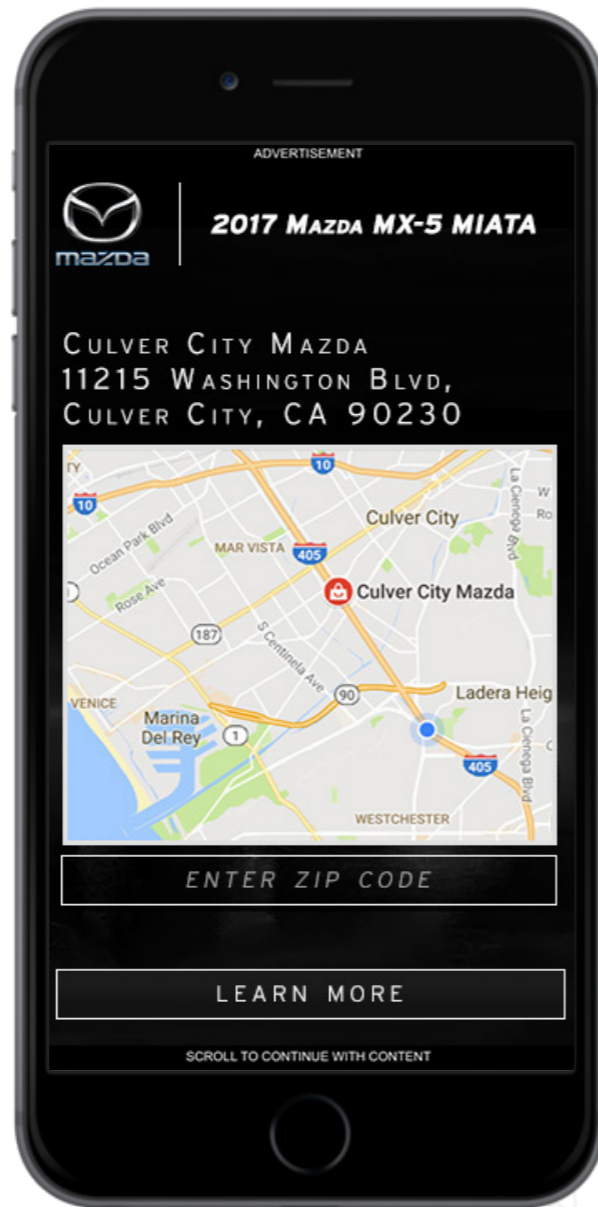 ADVERTISEMENT
mazda
2017 MAZDA MX-5 MIATA
CULVER CITY MAZDA
11215 WASHINGTON BLVD,
CULVER CITY, CA 90230
10
10
La Cienega Blvd
W
Ro
Culver City
Ocean Park Blvd
MAR VISTA
405
Culver City Mazda
Rose Ave
187
S Centinela Ave
90
Ladera Heig
VENICE
Marina
Del Rey
1
La Cienega Blvd
405
WESTCHESTER
ENTER ZIP CODE
LEARN MORE
SCROLL TO CONTINUE WITH CONTENT